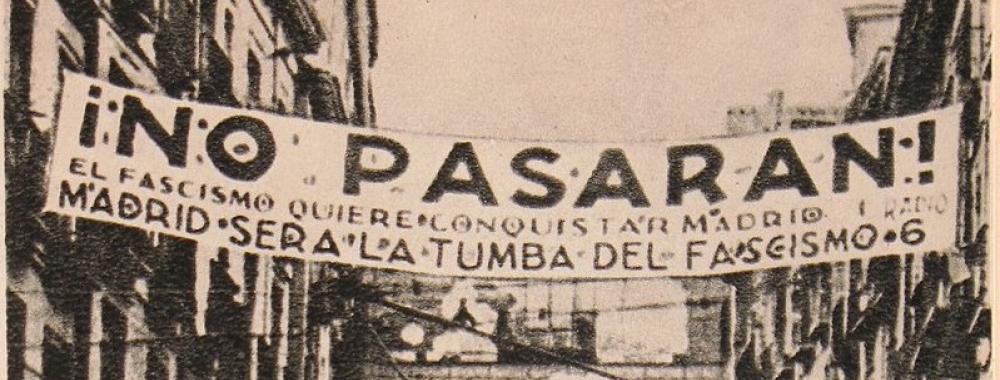 ¡NO PASARAN!
EL FASCISMO QUIERE CONQUISTAR MADRID. RADIO
MADRID SERA LA TUMBA DEL FASCISMO 6